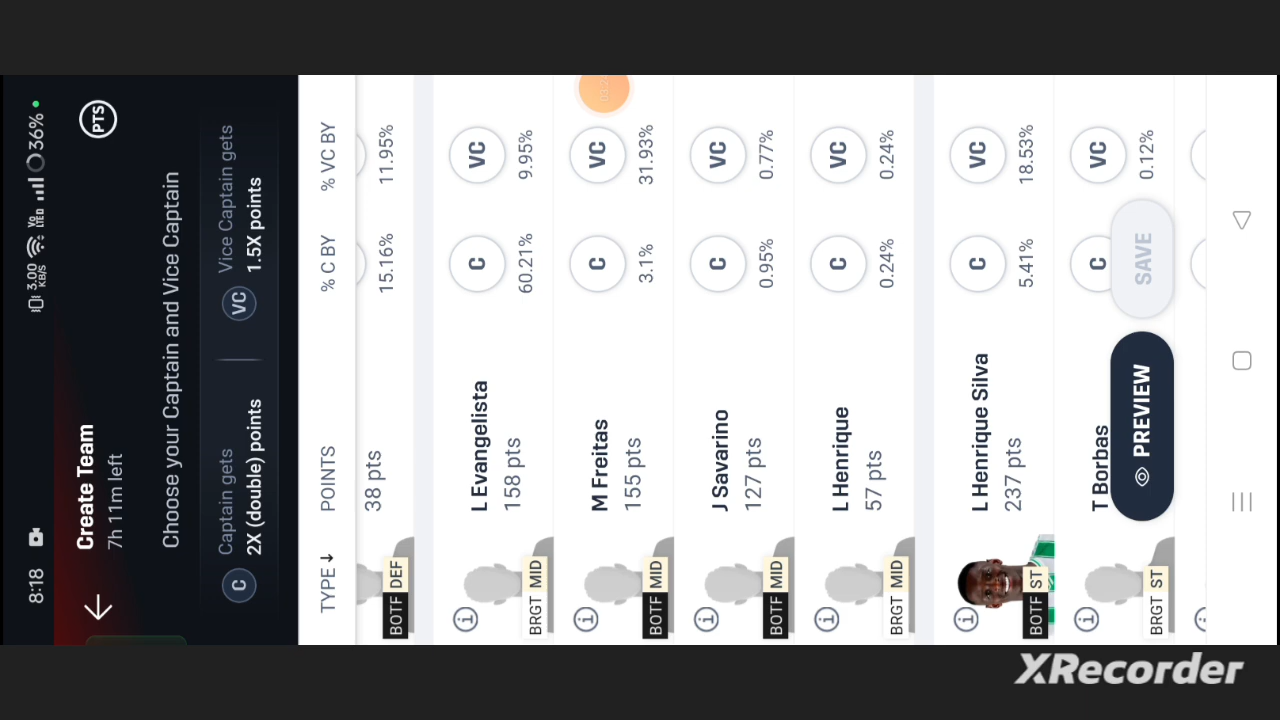 8:18
3.00 KB/S
Vo LTE
36%
Create Team
7h 11m left
PTS
Choose your Captain and Vice Captain
C
Captain gets
2X (double) points
VC
Vice Captain gets
1.5X points
TYPE ↓ POINTS % C BY % VC BY
BOTF DEF
38 pts 15.16% 11.95%
L Evangelista C VC
158 pts 60.21% 9.95%
BRGT MID
M Freitas C VC
155 pts 3.1% 31.93%
BOTF MID
J Savarino C VC
127 pts 0.95% 0.77%
BOTF MID
L Henrique C VC
57 pts 0.24% 0.24%
BRGT MID
L Henrique Silva C VC
237 pts 5.41% 18.53%
BOTF ST
T Borbas C VC
0.12%
BRGT ST
PREVIEW SAVE
XRecorder